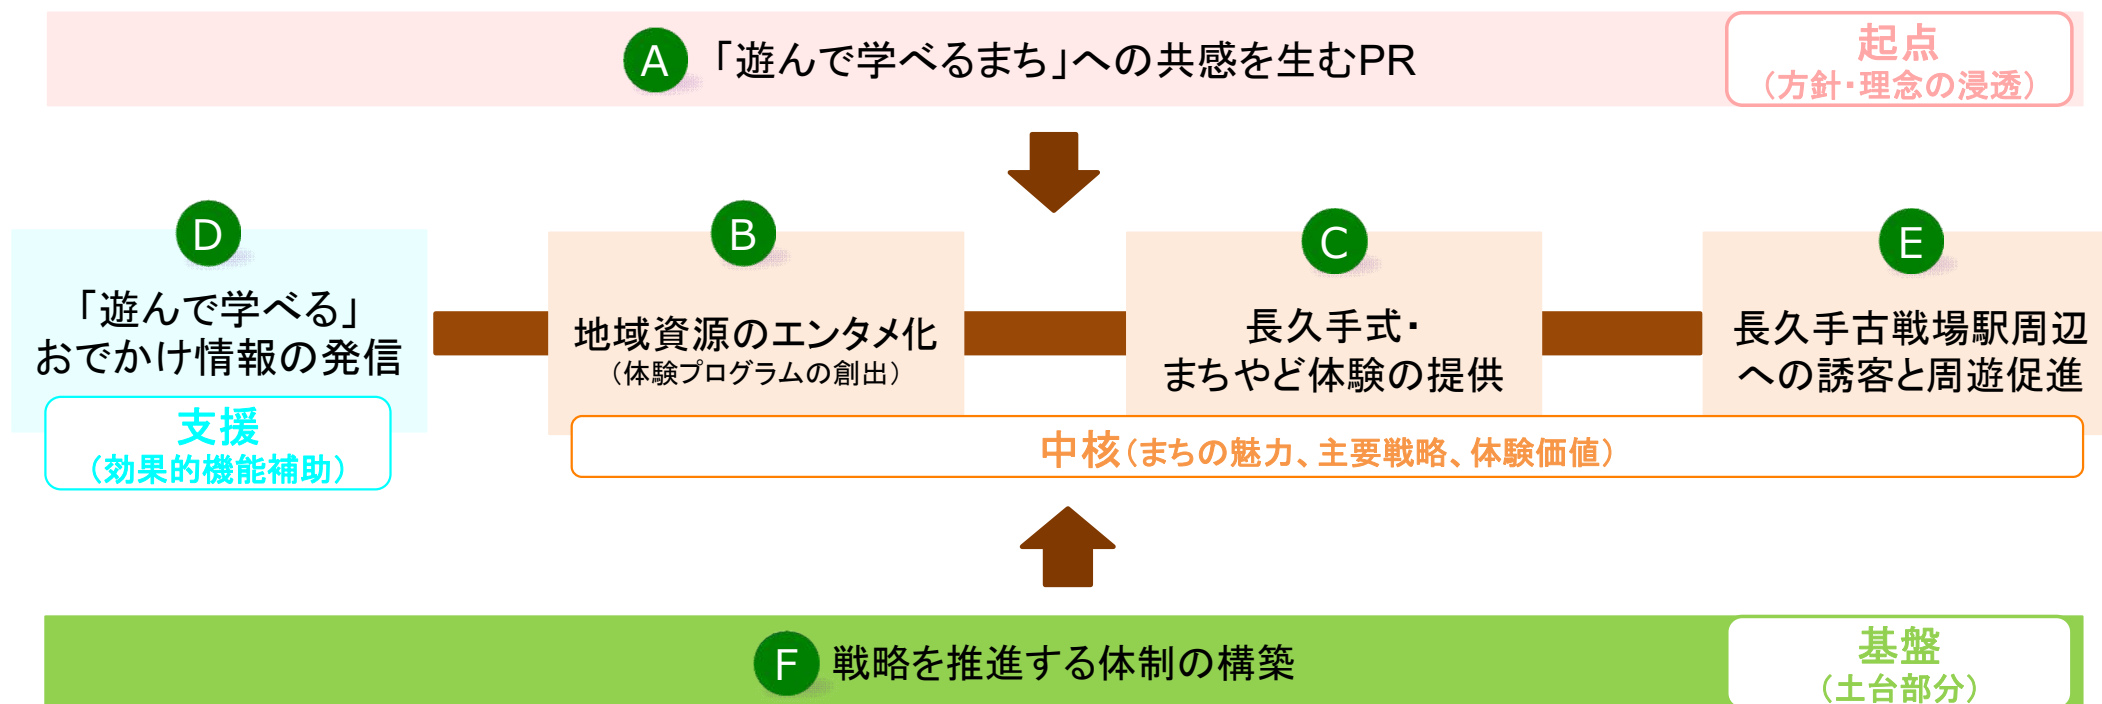 A 「遊んで学べるまち」への共感を生むPR
起点
（方針・理念の浸透）
D
「遊んで学べる」
おでかけ情報の発信
支援
（効果的機能補助）
B
地域資源のエンタメ化
（体験プログラムの創出）
C
長久手式・
まちやど体験の提供
E
長久手古戦場駅周辺
への誘客と周遊促進
中核（まちの魅力、主要戦略、体験価値）
F 戦略を推進する体制の構築
基盤
（土台部分）